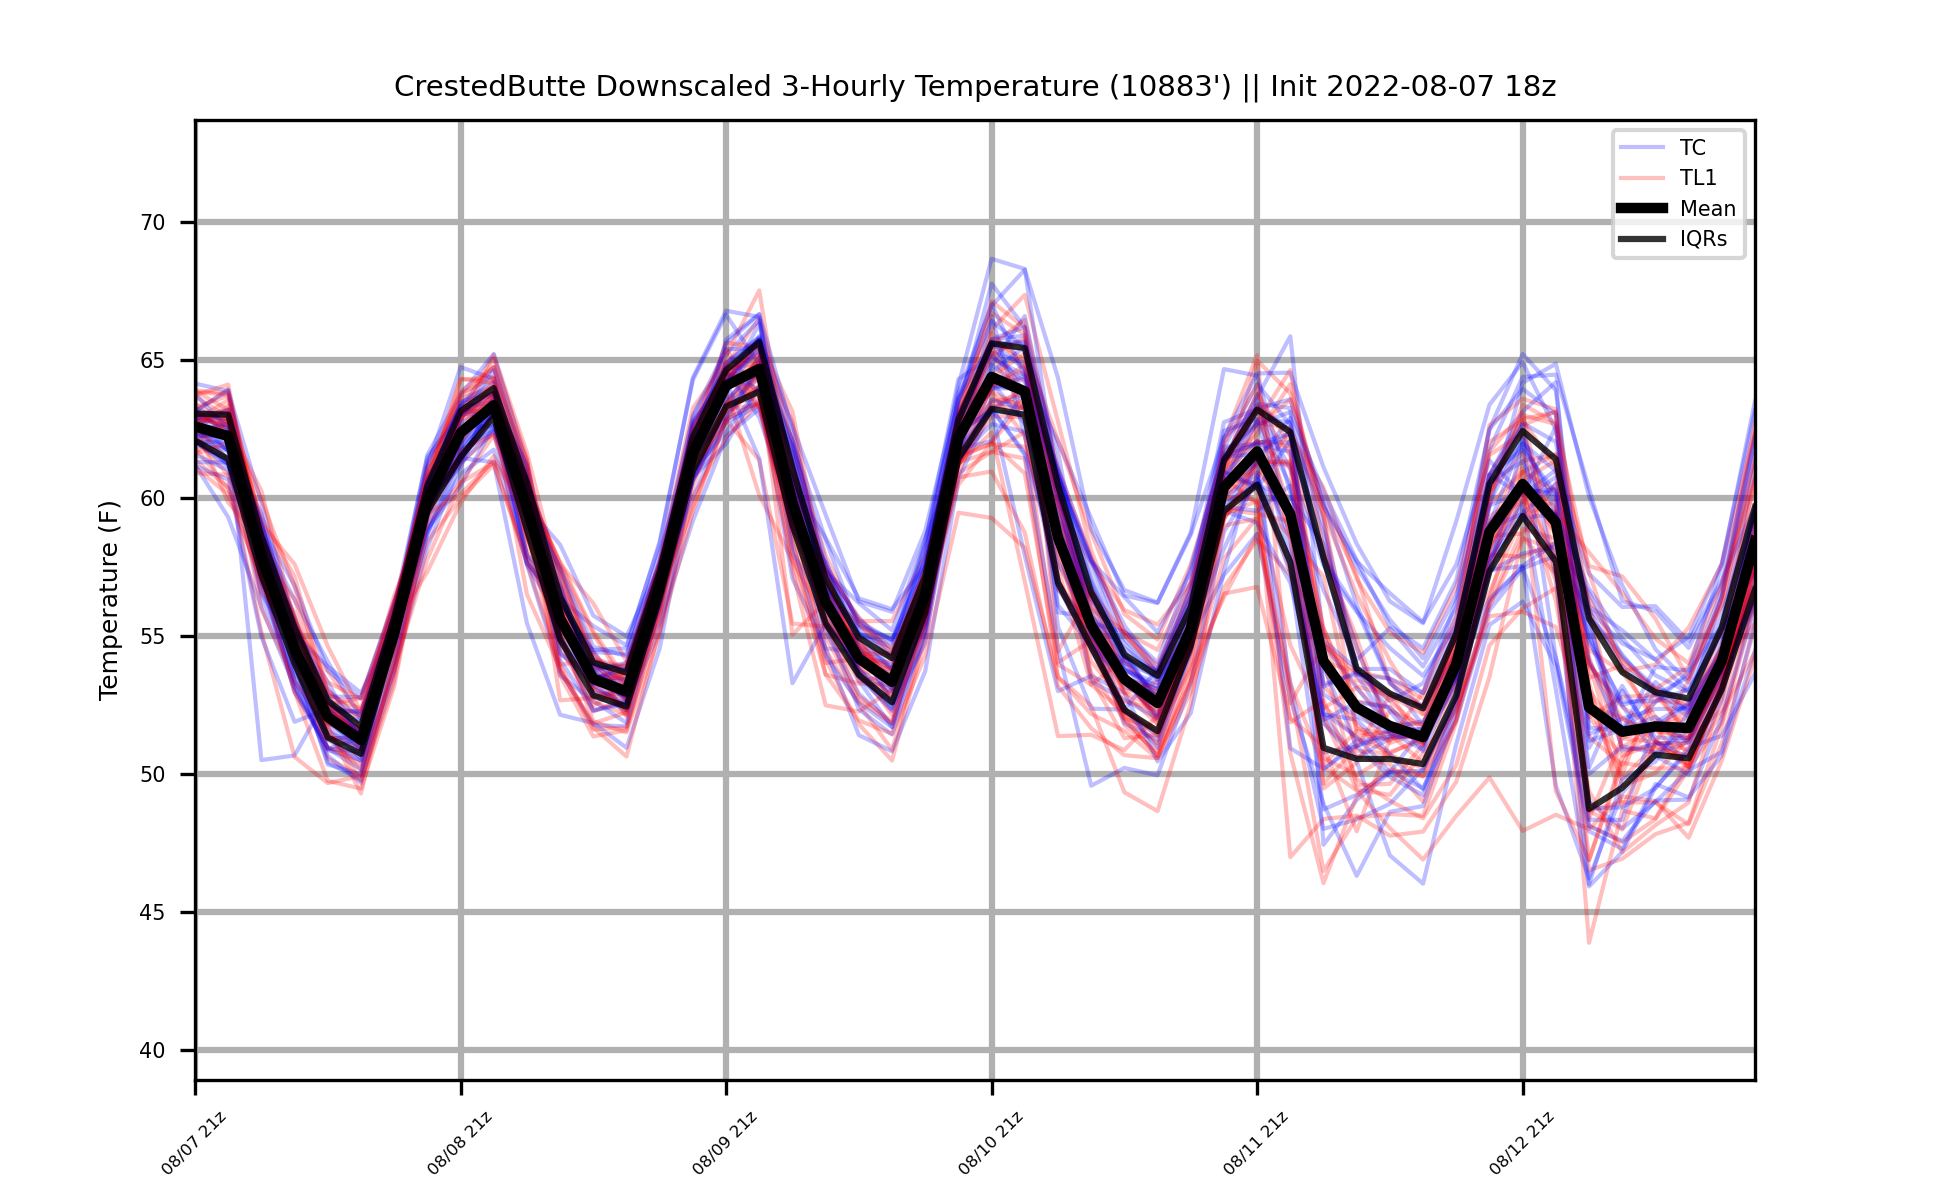 CrestedButte Downscaled 3-Hourly Temperature (10883') || Init 2022-08-07 18z
TC
TL1
Mean
IQRs
Temperature (F)
70
65
60
55
50
45
40
08/07 21z
08/08 21z
08/09 21z
08/10 21z
08/11 21z
08/12 21z